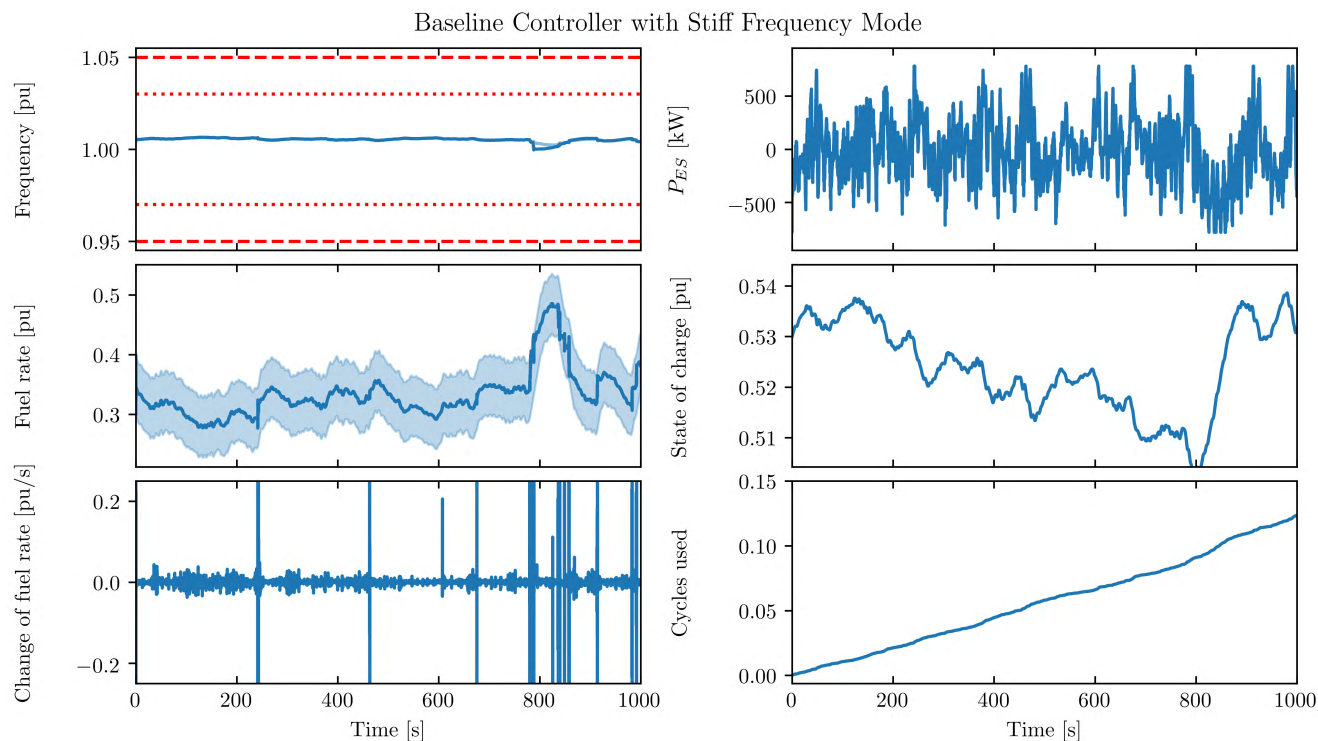 Baseline Controller with Stiff Frequency Mode
Frequency [pu]
1.05
1.00
0.95
P_ES [kW]
500
0
−500
Fuel rate [pu]
0.5
0.4
0.3
State of charge [pu]
0.54
0.53
0.52
0.51
Change of fuel rate [pu/s]
0.2
0.0
−0.2
0 200 400 600 800 1000
Time [s]
Cycles used
0.15
0.10
0.05
0.00
0 200 400 600 800 1000
Time [s]